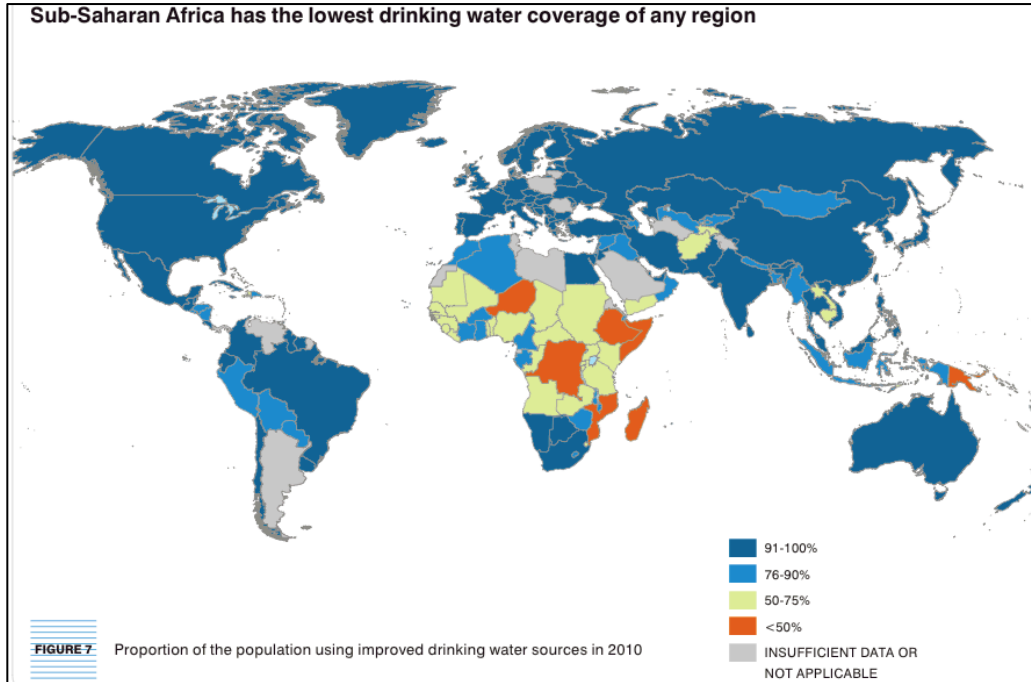 Sub-Saharan Africa has the lowest drinking water coverage of any region
91-100%
76-90%
50-75%
<50%
INSUFFICIENT DATA OR
NOT APPLICABLE
FIGURE 7 Proportion of the population using improved drinking water sources in 2010